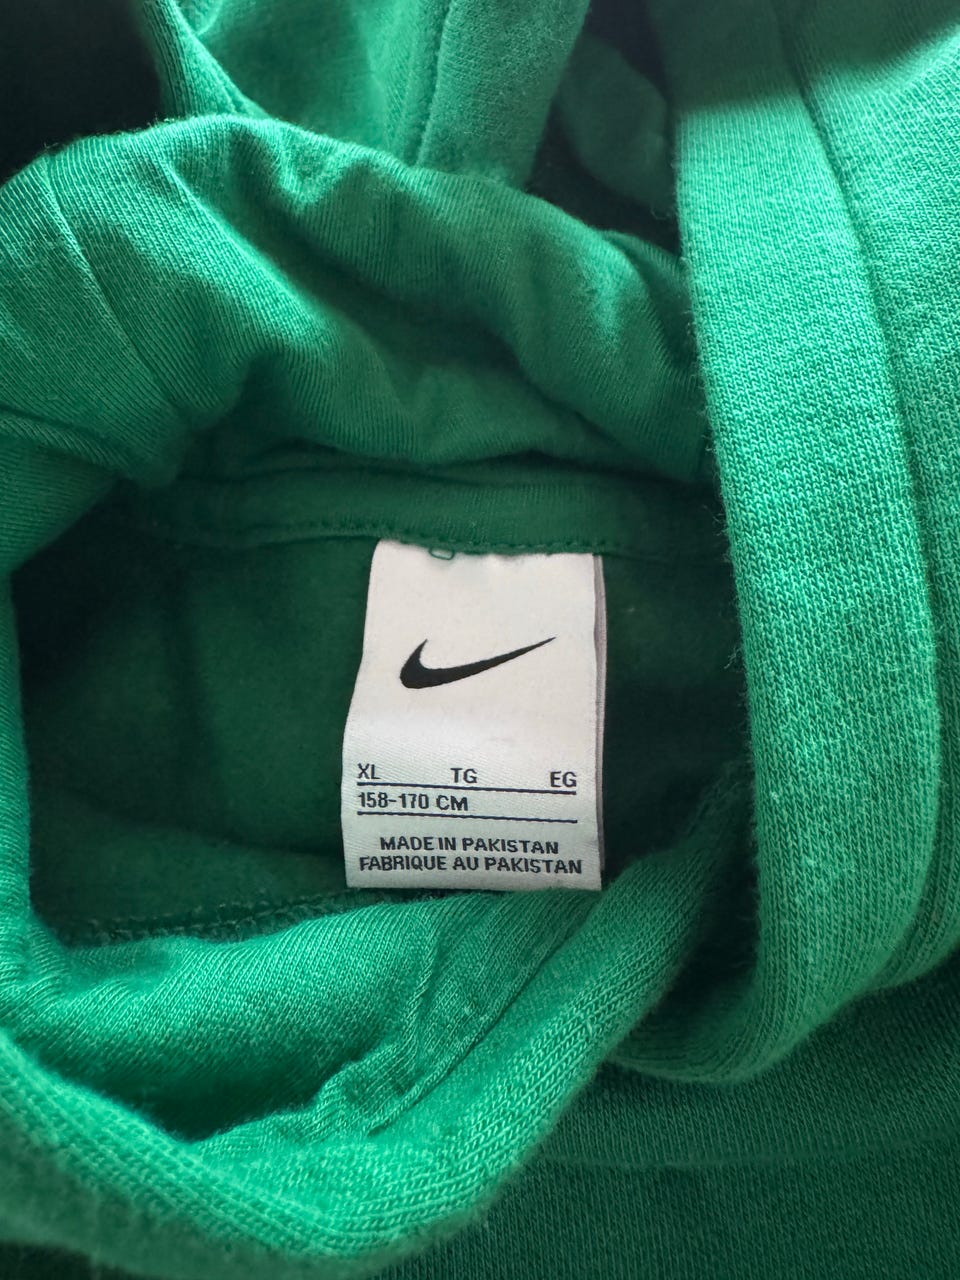 XL TG EG
158-170 CM
MADE IN PAKISTAN
FABRIQUE AU PAKISTAN